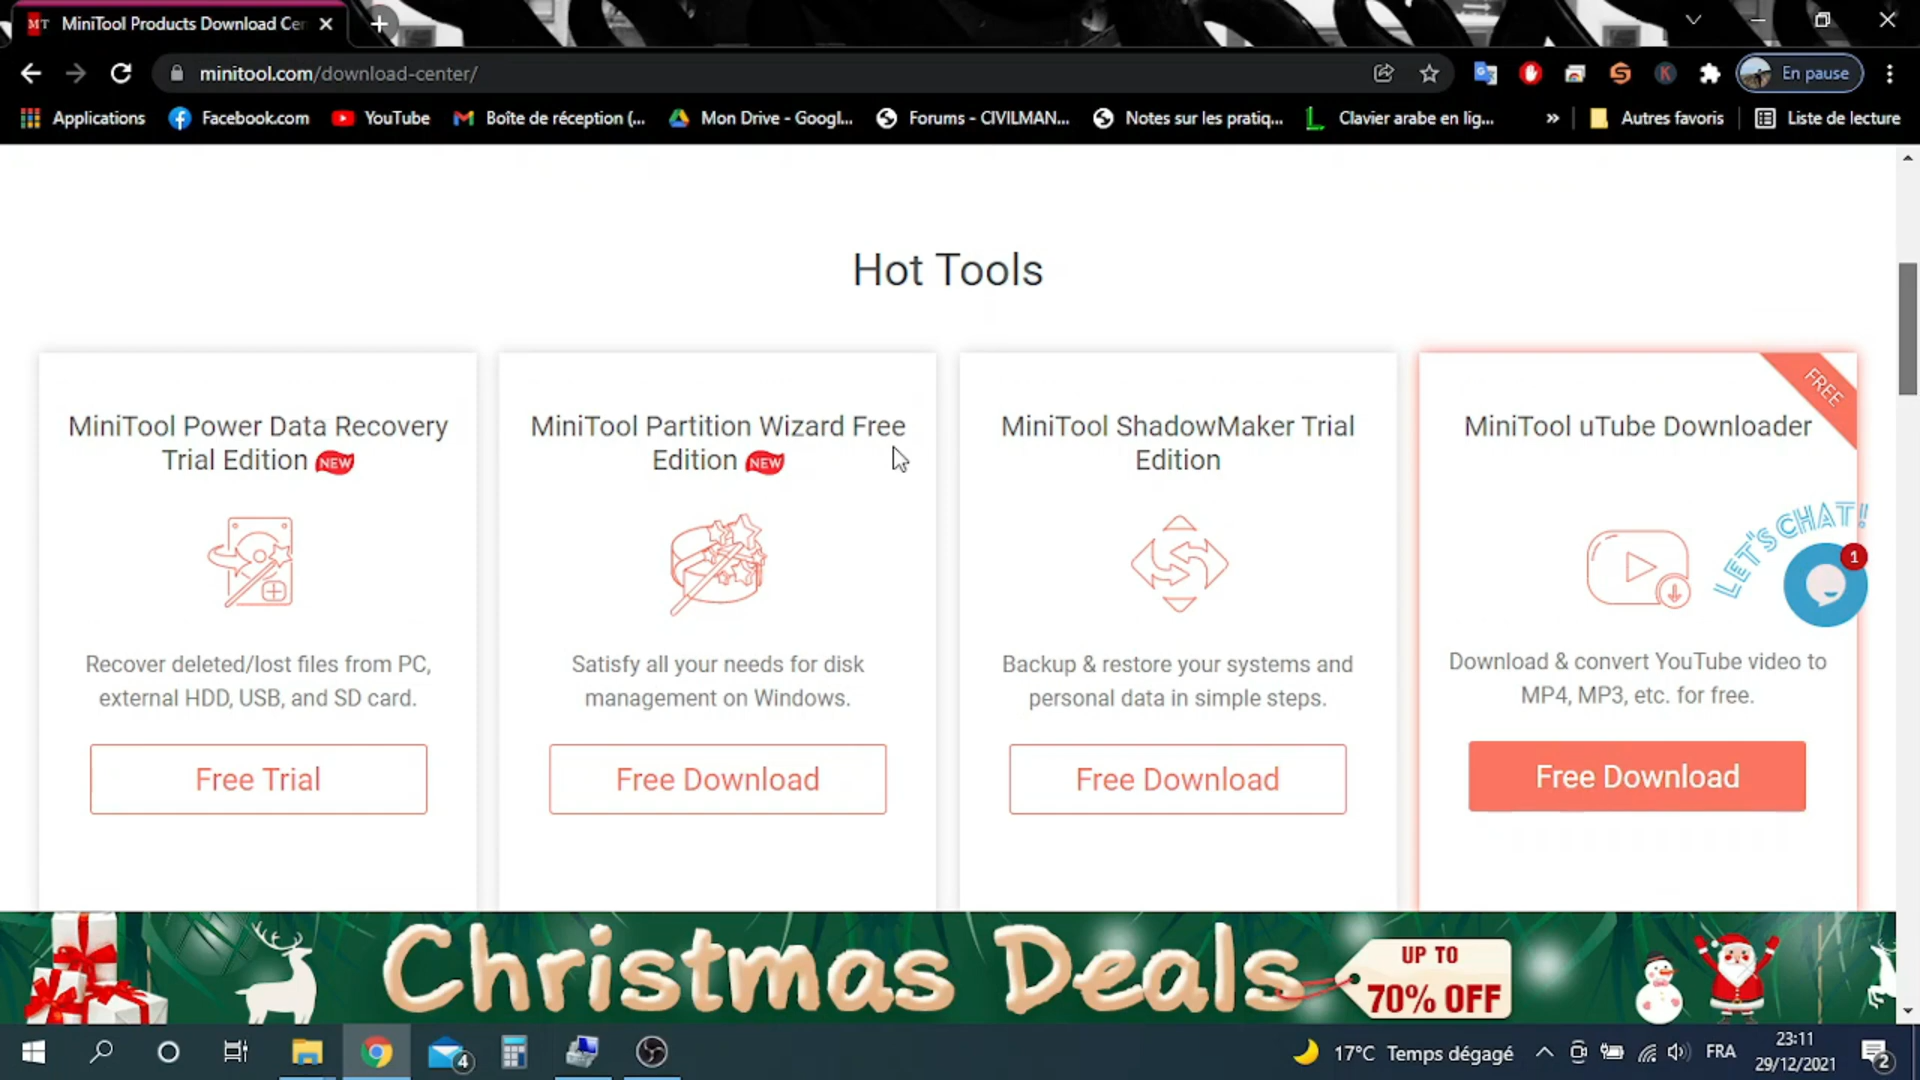 MT MiniTool Products Download Cen
minitool.com/download-center/
K
En pause
Applications
Facebook.com
YouTube
Boîte de réception (...
Mon Drive - Googl...
Forums - CIVILMAN...
Notes sur les pratiq...
Clavier arabe en lig...
»
Autres favoris
Liste de lecture
Hot Tools
MiniTool Power Data Recovery
Trial Edition NEW
Recover deleted/lost files from PC,
external HDD, USB, and SD card.
Free Trial
MiniTool Partition Wizard Free
Edition NEW
Satisfy all your needs for disk
management on Windows.
Free Download
MiniTool ShadowMaker Trial
Edition
Backup & restore your systems and
personal data in simple steps.
Free Download
FREE
MiniTool uTube Downloader
LET'S CHAT!
1
Download & convert YouTube video to
MP4, MP3, etc. for free.
Free Download
Christmas Deals
UP TO
70% OFF
4
17°C Temps dégagé
FRA
23:11
29/12/2021
2